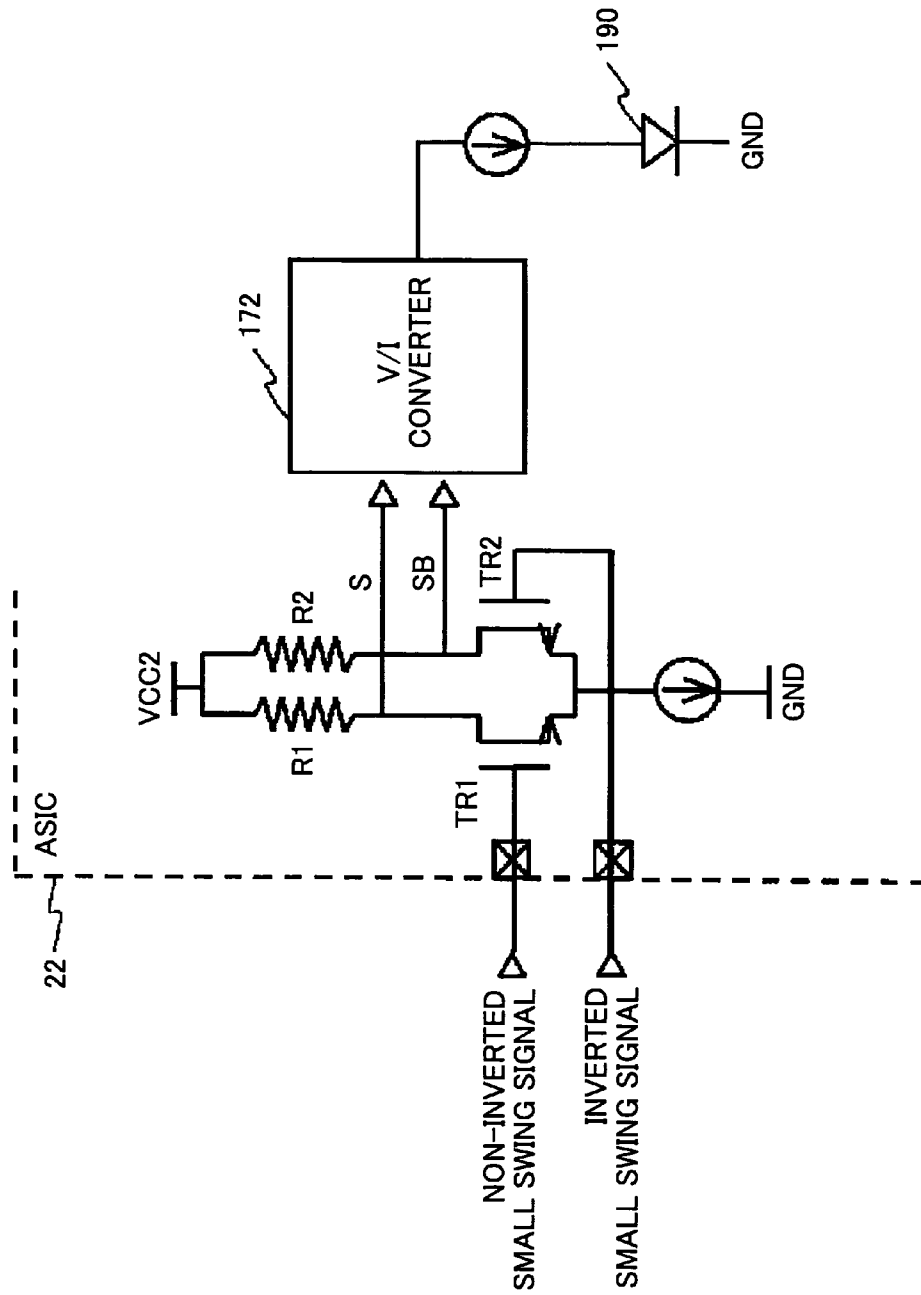 22
ASIC
VCC2
R1
R2
S
SB
TR1
TR2
172
V/I
CONVERTER
190
GND
GND
NON-INVERTED
SMALL SWING SIGNAL
INVERTED
SMALL SWING SIGNAL